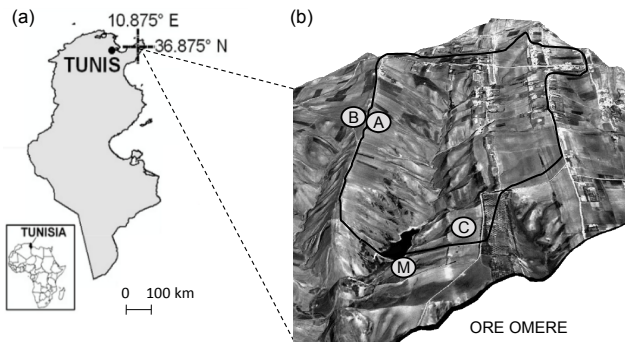 (a)
10.875° E
36.875° N
TUNIS
TUNISIA
0 100 km
(b)
B
A
C
M
ORE OMERE